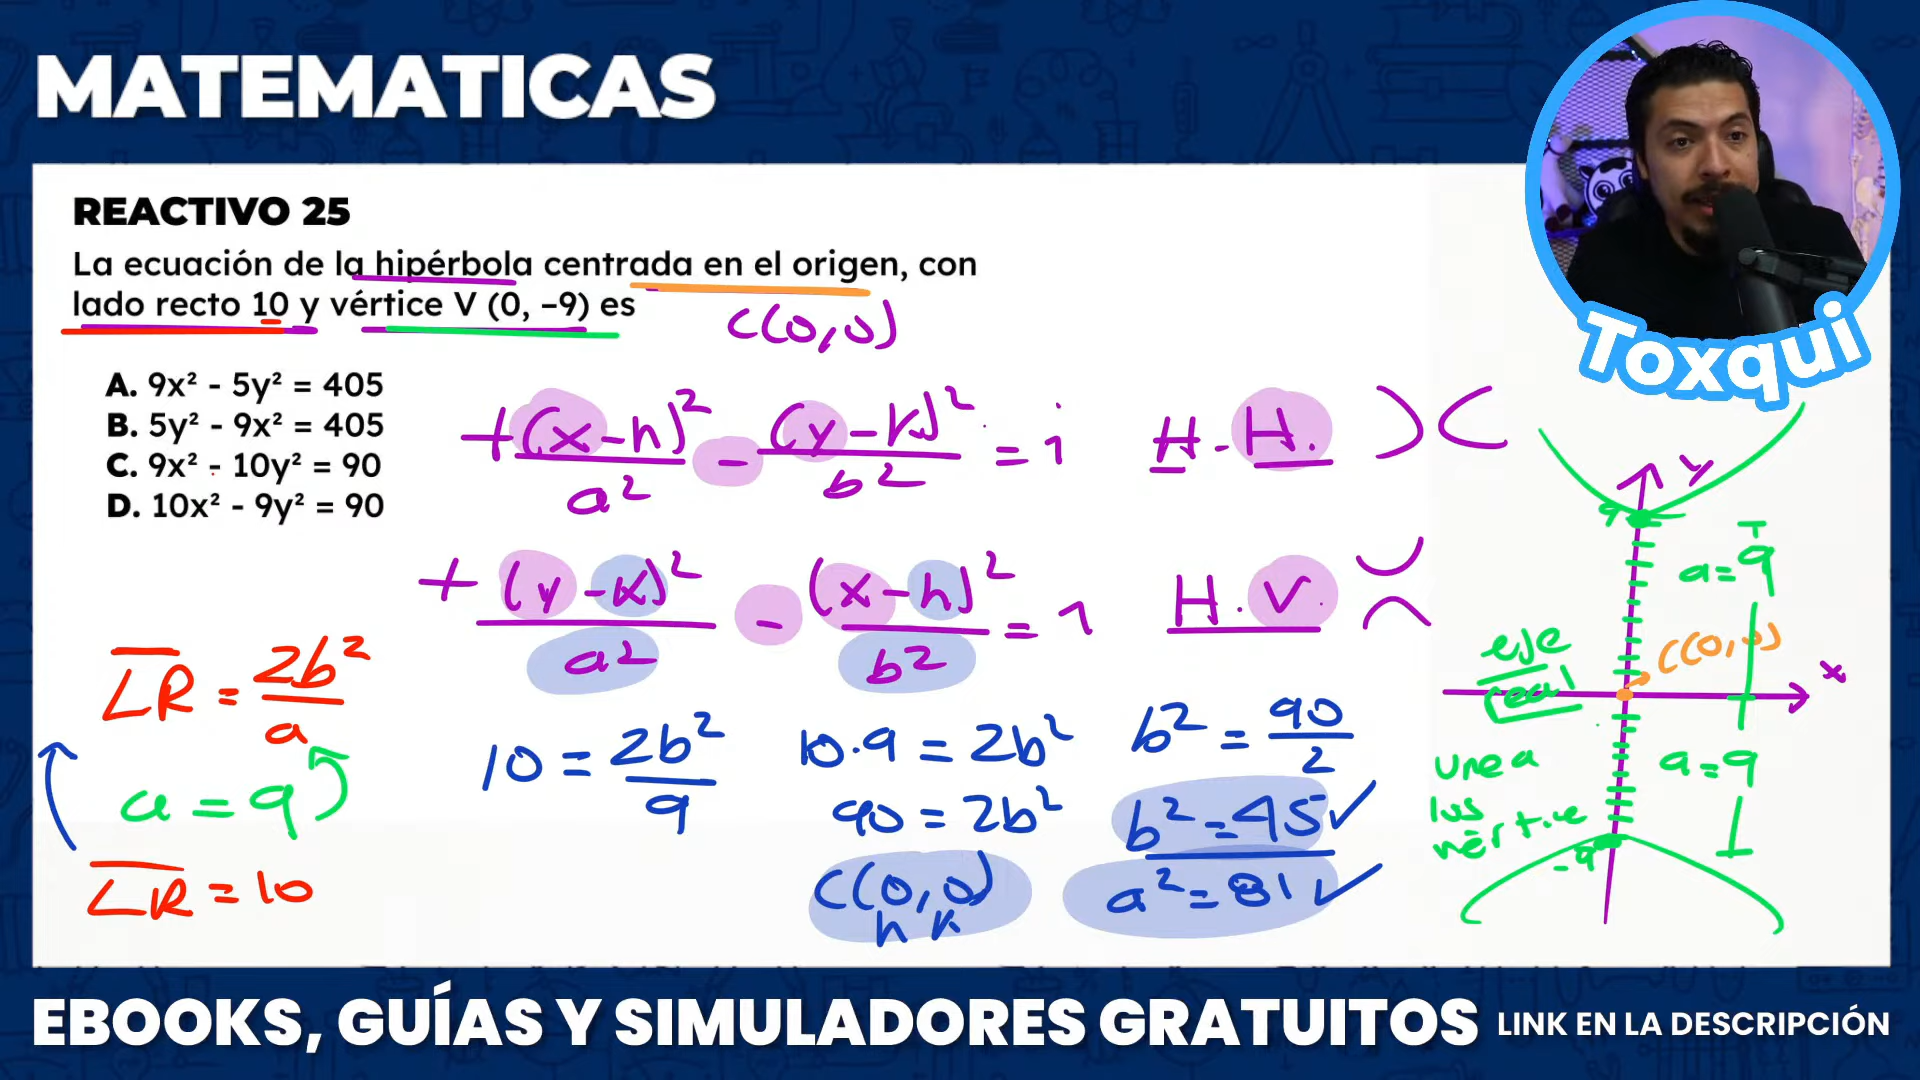 MATEMATICAS
REACTIVO 25
La ecuación de la hipérbola centrada en el origen, con
lado recto 10 y vértice V (0, –9) es
C(0,0)
A. 9x² - 5y² = 405
B. 5y² - 9x² = 405
C. 9x² - 10y² = 90
D. 10x² - 9y² = 90
+(x-h)²/a² - (y-k)²/b² = 1 H.H.
+(y-k)²/a² - (x-h)²/b² = 1 H.V.
LR = 2b²/a
a = 9
LR = 10
10 = 2b²/9
10·9 = 2b²
90 = 2b²
C(0,0)
h k
b² = 90/2
b² = 45 ✓
a² = 81 ✓
y
9
a=9
C(0,0)
x
eje
real
unea
los
vértice
a=9
-9
Toxqui
EBOOKS, GUÍAS Y SIMULADORES GRATUITOS LINK EN LA DESCRIPCIÓN